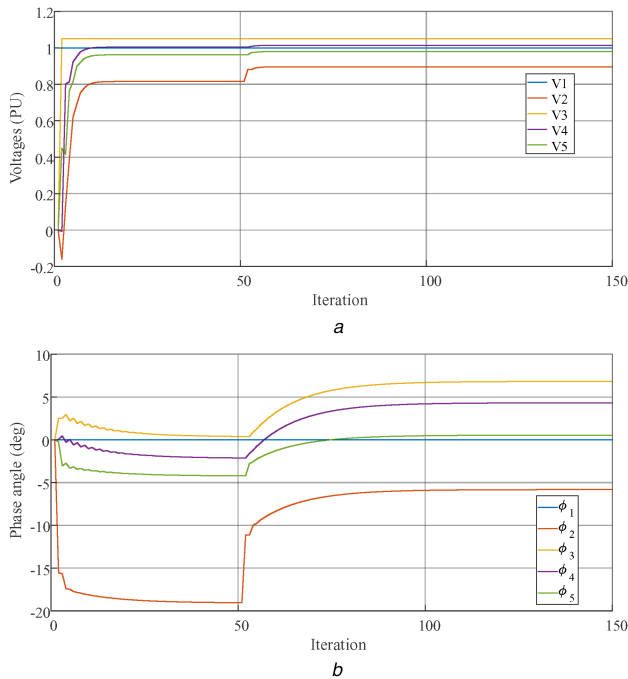 1.2
1
0.8
0.6
0.4
0.2
0
-0.2
Voltages (PU)
V1
V2
V3
V4
V5
0 50 100 150
Iteration
a
10
5
0
-5
-10
-15
-20
Phase angle (deg)
ϕ1
ϕ2
ϕ3
ϕ4
ϕ5
0 50 100 150
Iteration
b